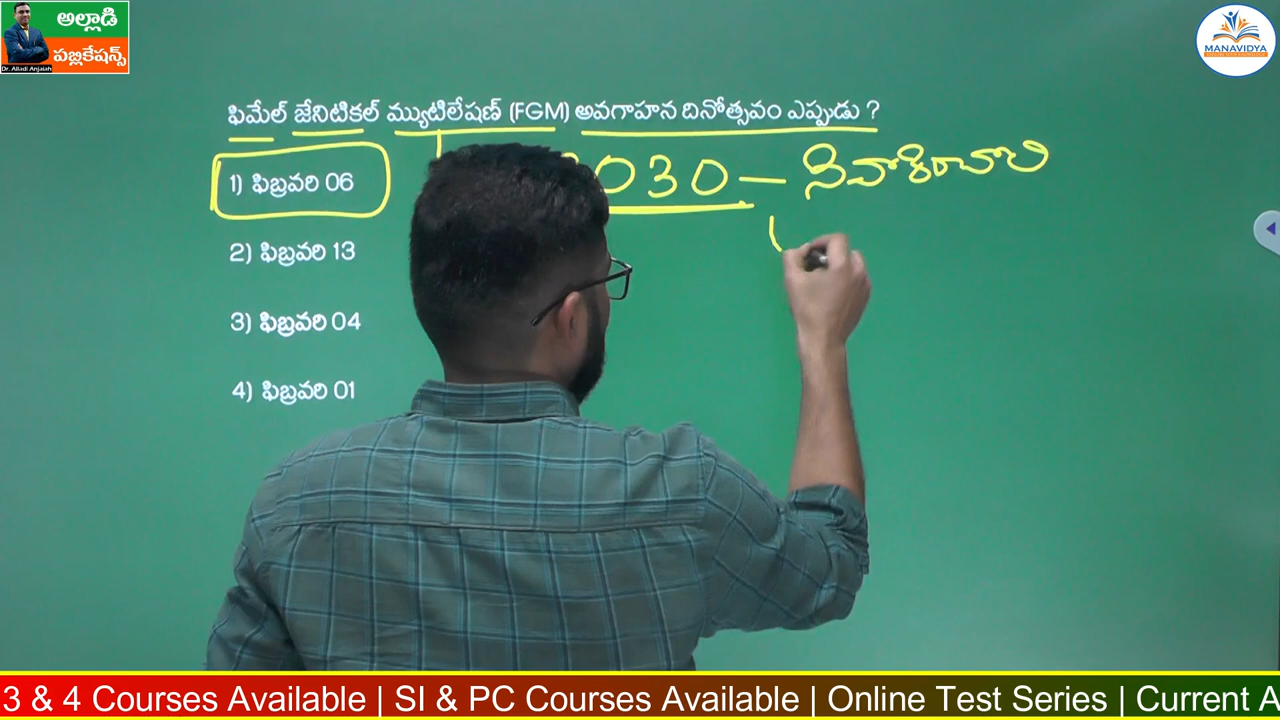 అల్లాడి
పబ్లికేషన్స్
Dr. Alladi Anjaiah
MANAVIDYA
ఫిమేల్ జేనిటికల్ మ్యుటిలేషణ్ (FGM) అవగాహన దినోత్సవం ఎప్పుడు ?
1) ఫిబ్రవరి 06
030 –
2) ఫిబ్రవరి 13
3) ఫిబ్రవరి 04
4) ఫిబ్రవరి 01
3 & 4 Courses Available | SI & PC Courses Available | Online Test Series | Current A